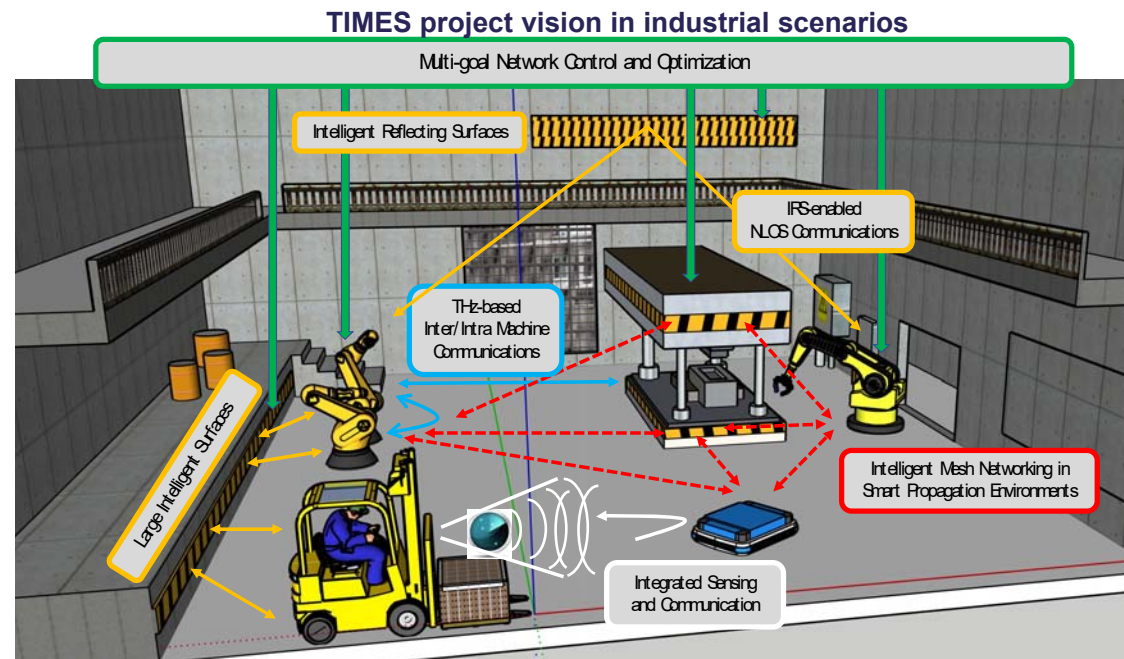 TIMES project vision in industrial scenarios
Multi-goal Network Control and Optimization
Intelligent Reflecting Surfaces
IRS-enabled
NLOS Communications
THz-based
Inter/Intra Machine
Communications
Large Intelligent Surfaces
Intelligent Mesh Networking in
Smart Propagation Environments
Integrated Sensing
and Communication